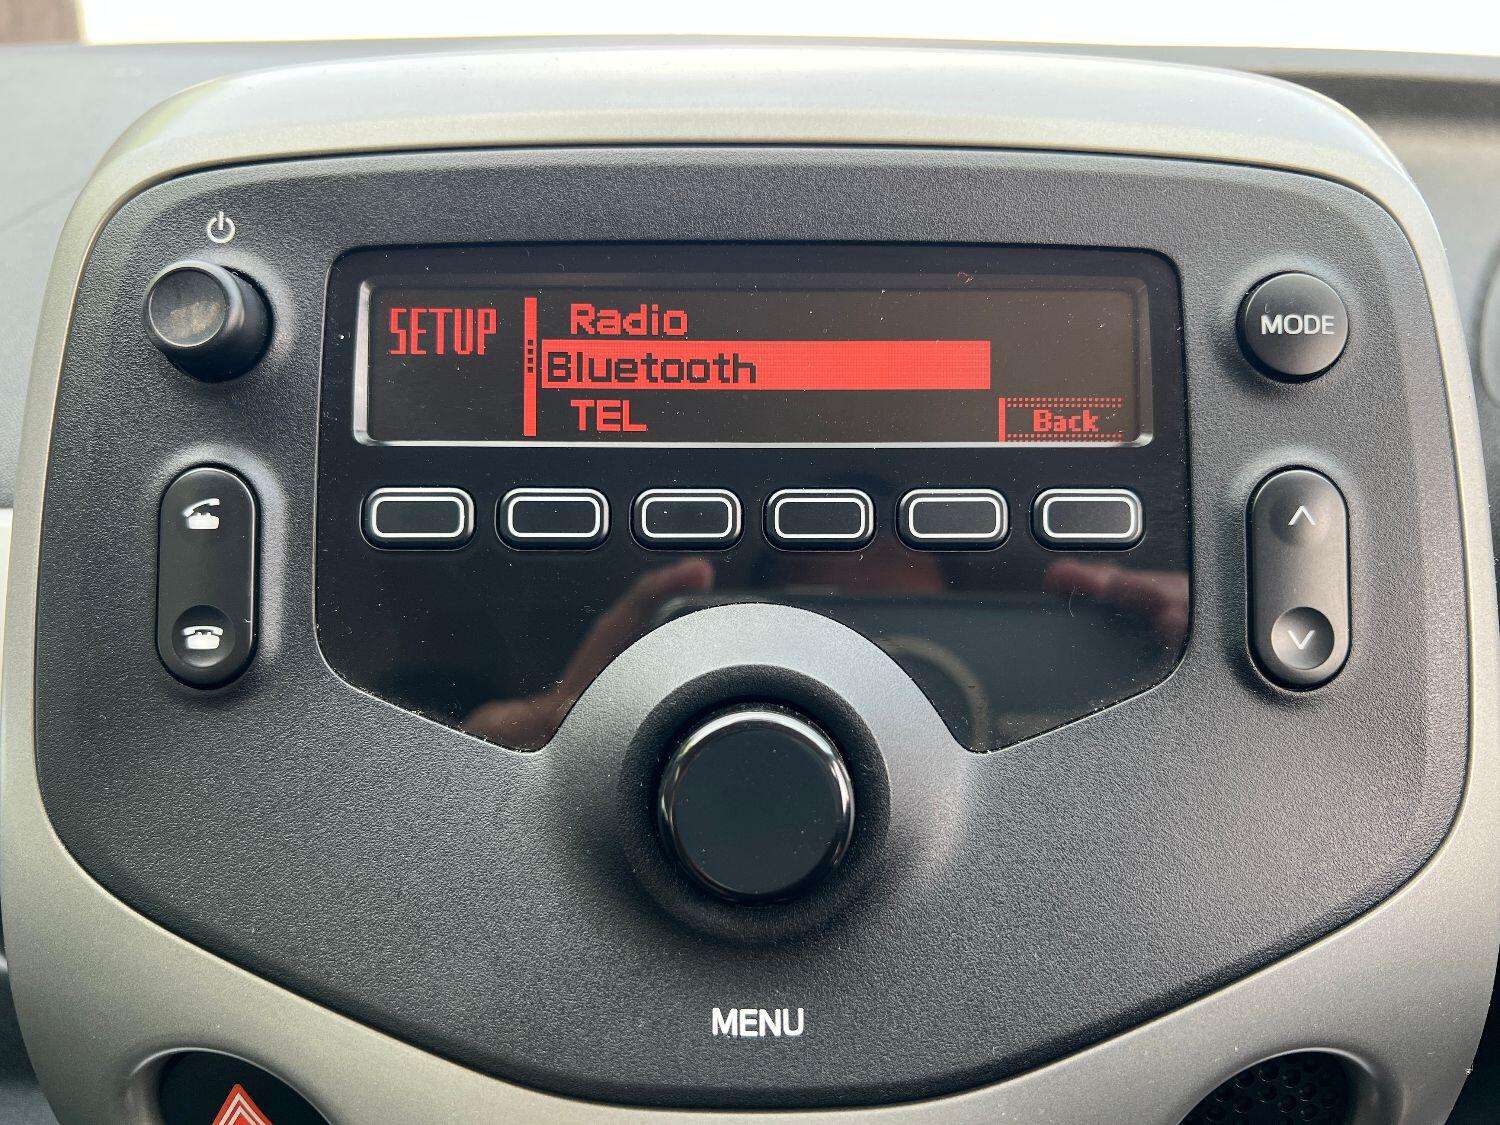 SETUP
Radio
Bluetooth
TEL
Back
MODE
MENU